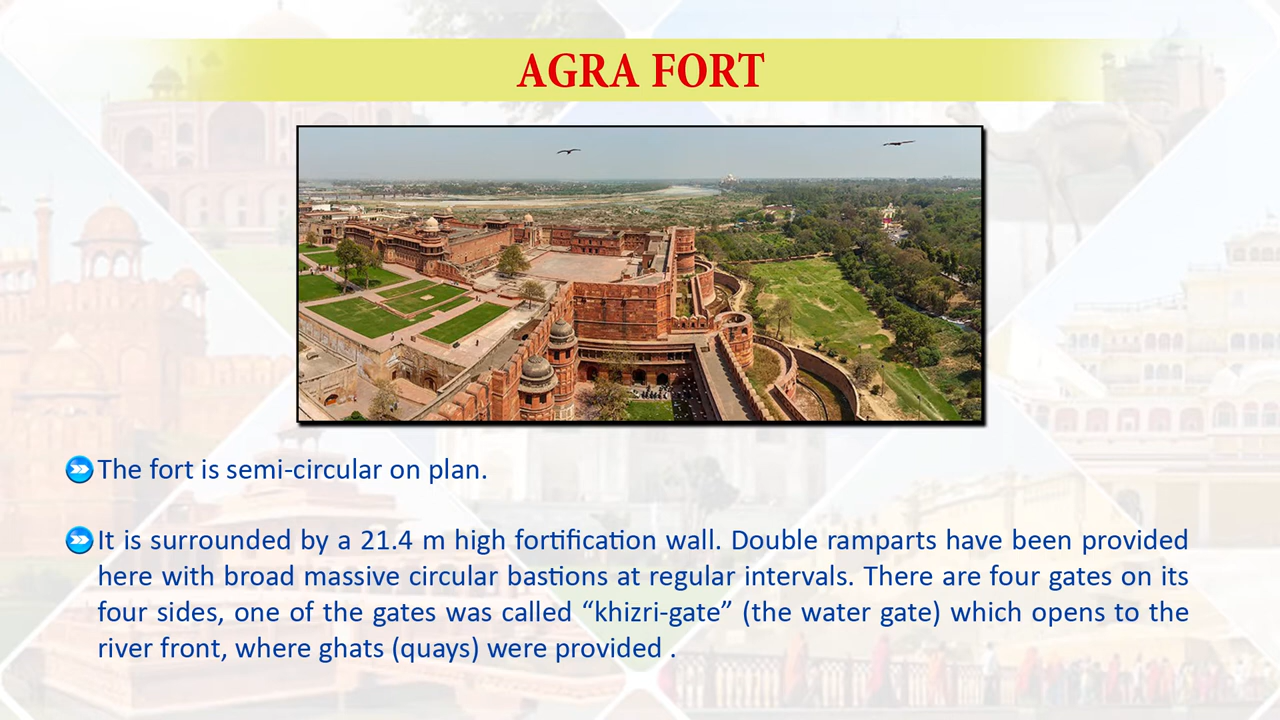 AGRA FORT
The fort is semi-circular on plan.
It is surrounded by a 21.4 m high fortification wall. Double ramparts have been provided
here with broad massive circular bastions at regular intervals. There are four gates on its
four sides, one of the gates was called “khizri-gate” (the water gate) which opens to the
river front, where ghats (quays) were provided .